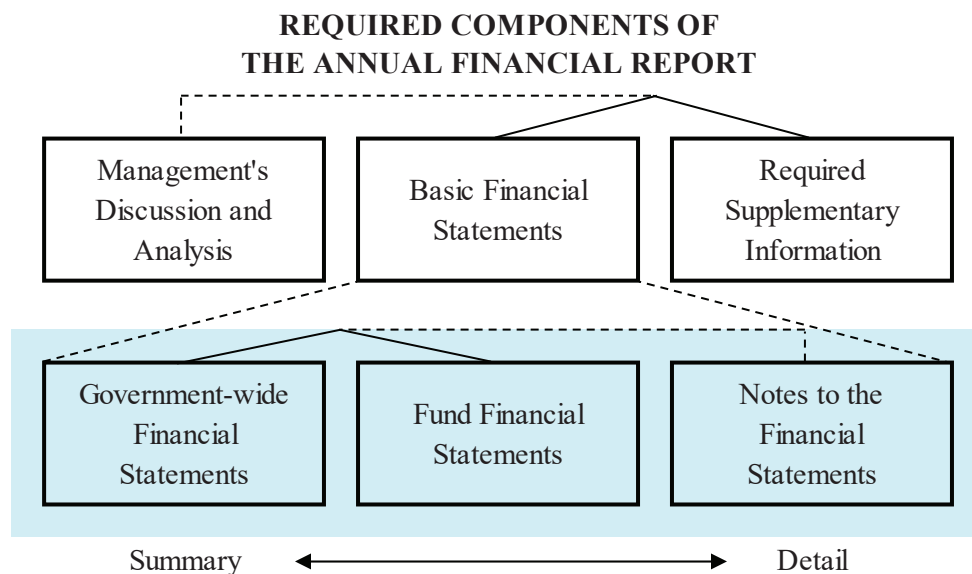 REQUIRED COMPONENTS OF
THE ANNUAL FINANCIAL REPORT
Management's
Discussion and
Analysis
Basic Financial
Statements
Required
Supplementary
Information
Government-wide
Financial
Statements
Fund Financial
Statements
Notes to the
Financial
Statements
Summary
Detail